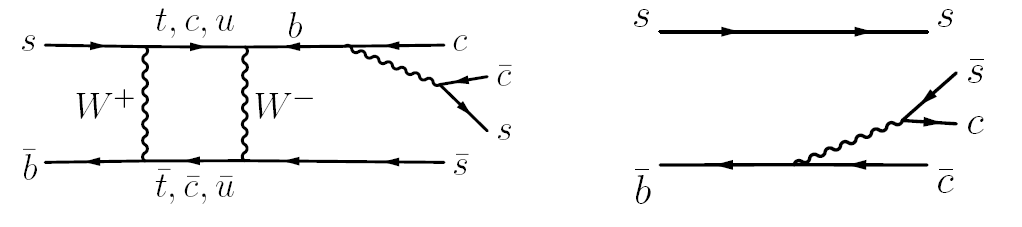 s t, c, u b c
c̄
W⁺ W⁻
s
b̄ t̄, c̄, ū s̄
s s
s̄
c
b̄ c̄